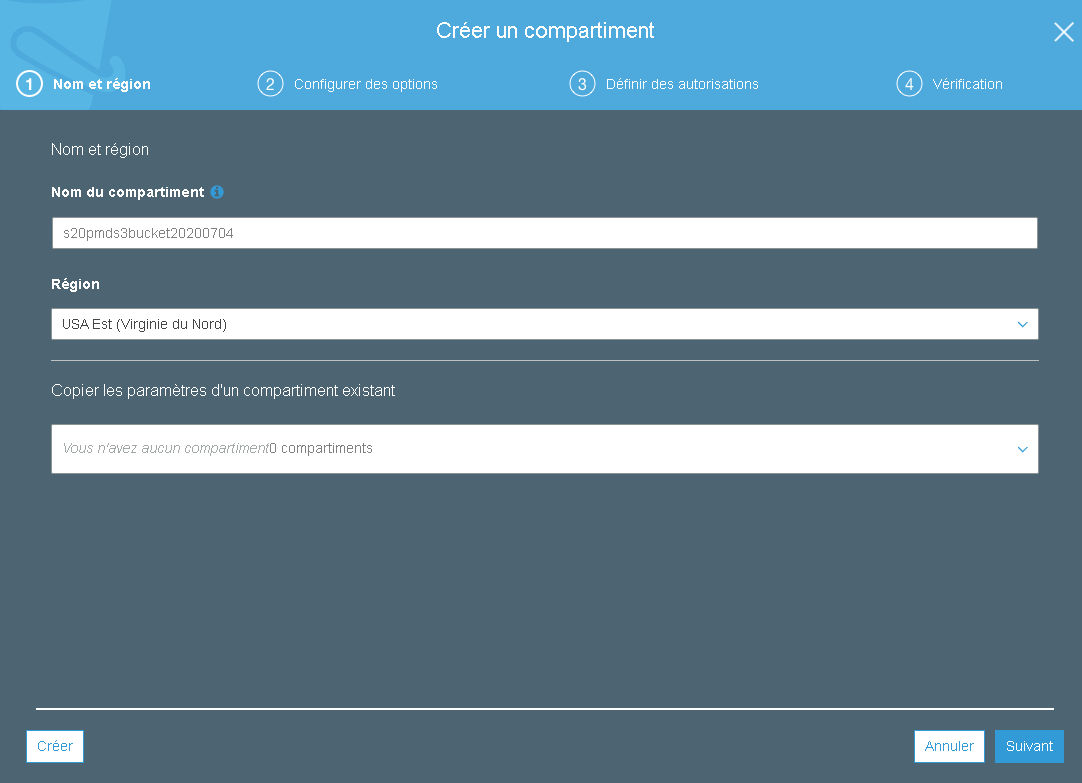 Créer un compartiment
1 Nom et région 2 Configurer des options 3 Définir des autorisations 4 Vérification
Nom et région
Nom du compartiment
s20pmds3bucket20200704
Région
USA Est (Virginie du Nord)
Copier les paramètres d'un compartiment existant
Vous n'avez aucun compartiment0 compartiments
Créer Annuler Suivant